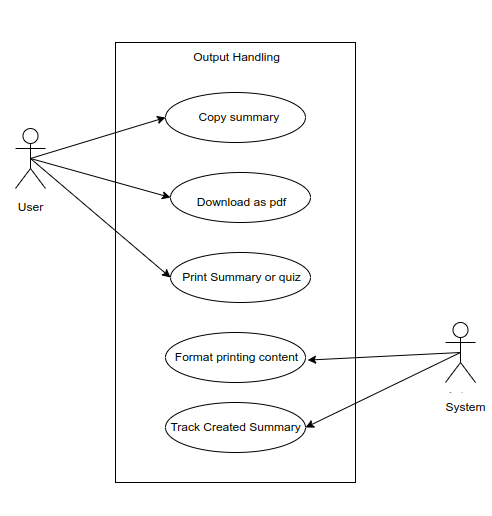 Output Handling
Copy summary
User
Download as pdf
Print Summary or quiz
Format printing content
System
Track Created Summary